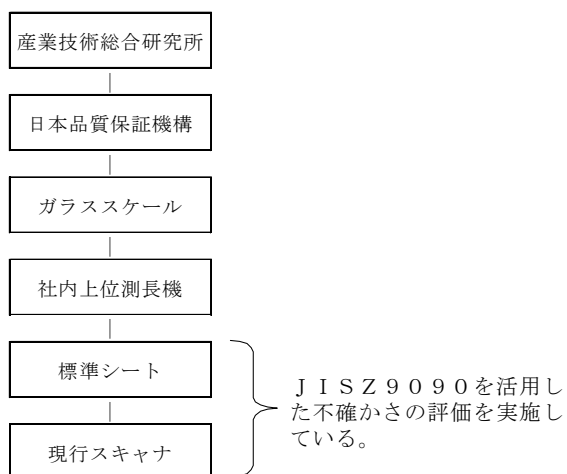 産業技術総合研究所
日本品質保証機構
ガラススケール
社内上位測長機
標準シート
現行スキャナ
ＪＩＳＺ９０９０を活用し
た不確かさの評価を実施し
ている。